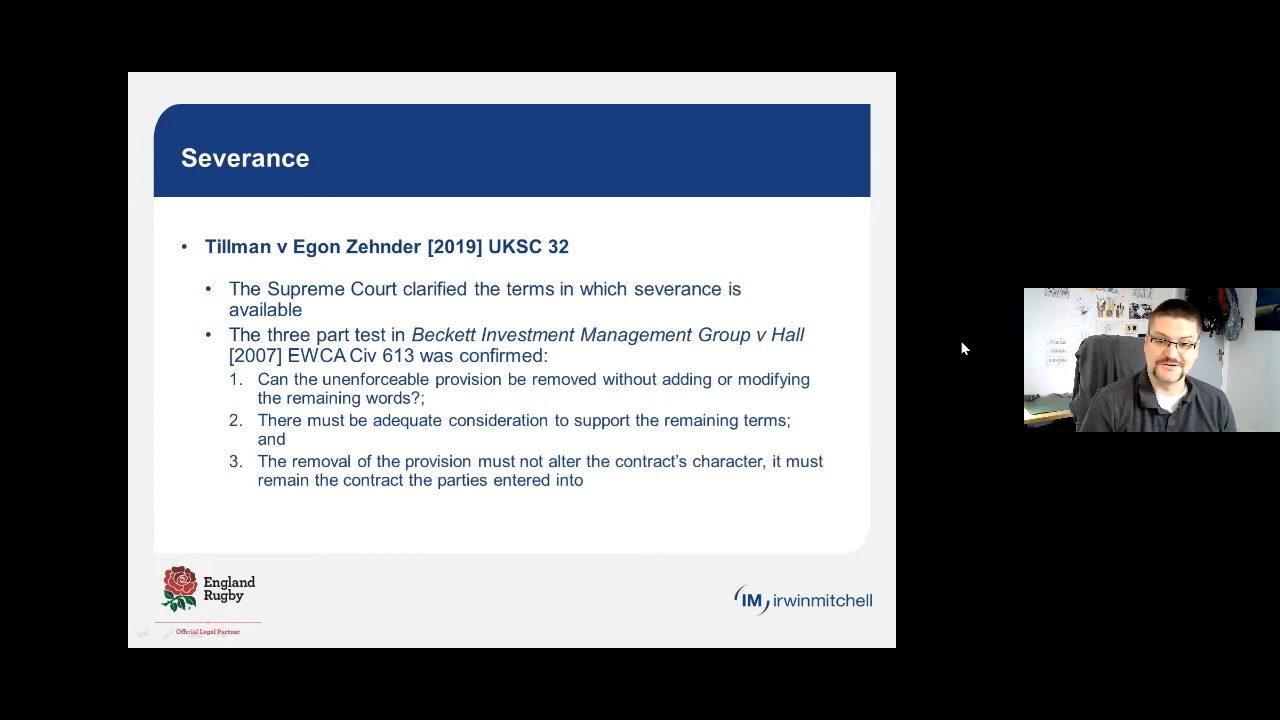 Severance
• Tillman v Egon Zehnder [2019] UKSC 32
• The Supreme Court clarified the terms in which severance is
available
• The three part test in Beckett Investment Management Group v Hall
[2007] EWCA Civ 613 was confirmed:
1. Can the unenforceable provision be removed without adding or modifying
the remaining words?;
2. There must be adequate consideration to support the remaining terms;
and
3. The removal of the provision must not alter the contract's character, it must
remain the contract the parties entered into
England
Rugby
Official Legal Partner
IM irwinmitchell